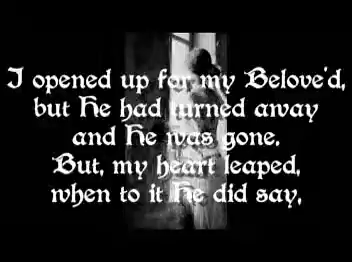 I opened up for my Belove'd,
but He had turned away
and He was gone.
But, my heart leaped,
when to it He did say,